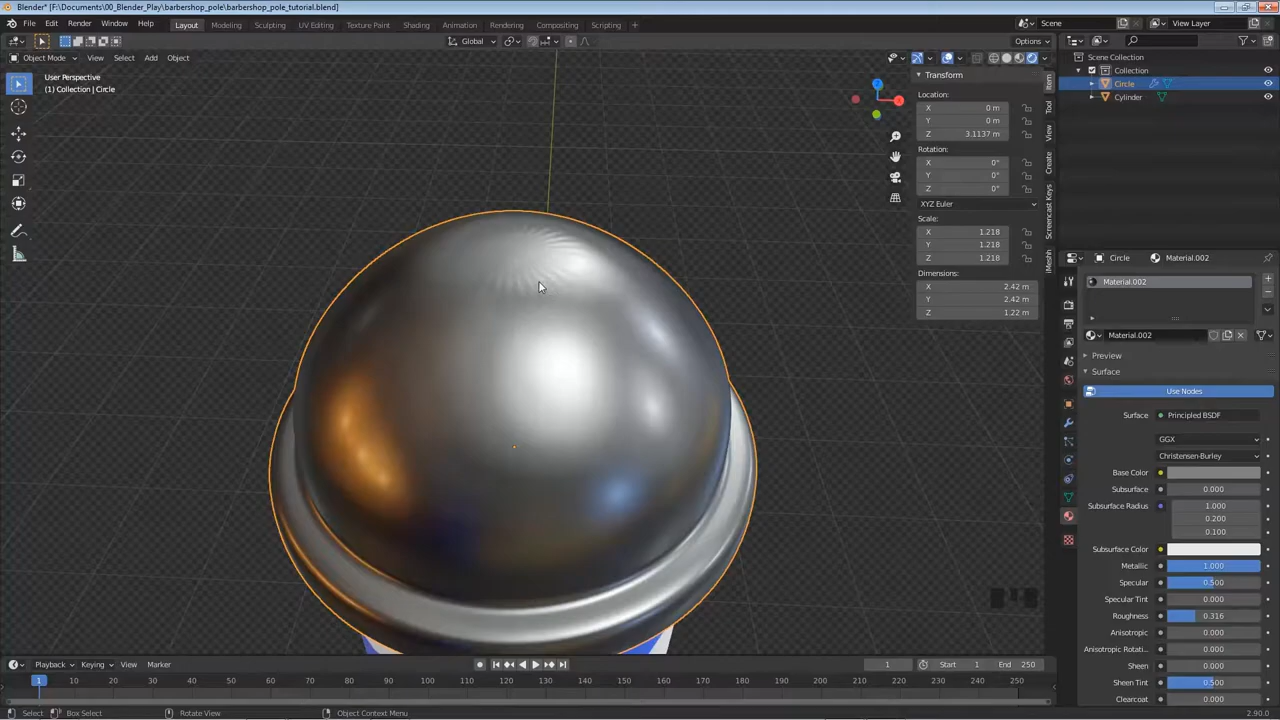 Blender* [F:\Documents\00_Blender_Play\barbershop_pole\barbershop_pole_tutorial.blend]
File Edit Render Window Help Layout Modeling Sculpting UV Editing Texture Paint Shading Animation Rendering Compositing Scripting + Scene View Layer
Global Options
Object Mode View Select Add Object
User Perspective
(1) Collection | Circle
Transform
Location:
X 0 m
Y 0 m
Z 3.1137 m
Rotation:
X 0°
Y 0°
Z 0°
XYZ Euler
Scale:
X 1.218
Y 1.218
Z 1.218
Dimensions:
X 2.42 m
Y 2.42 m
Z 1.22 m
Item
Tool
View
Create
Screencast Keys
iMeshh
X
Z
Scene Collection
Collection
Circle
Cylinder
Circle Material.002
Material.002
Material.002
Preview
Surface
Use Nodes
Surface Principled BSDF
GGX
Christensen-Burley
Base Color
Subsurface 0.000
Subsurface Radius 1.000
0.200
0.100
Subsurface Color
Metallic 1.000
Specular 0.500
Specular Tint 0.000
Roughness 0.316
Anisotropic 0.000
Anisotropic Rotati.. 0.000
Sheen 0.000
Sheen Tint 0.500
Clearcoat 0.000
Playback Keying View Marker 1 Start 1 End 250
1 10 20 30 40 50 60 70 80 90 100 110 120 130 140 150 160 170 180 190 200 210 220 230 240 250
Select Box Select Rotate View Object Context Menu 2.90.0